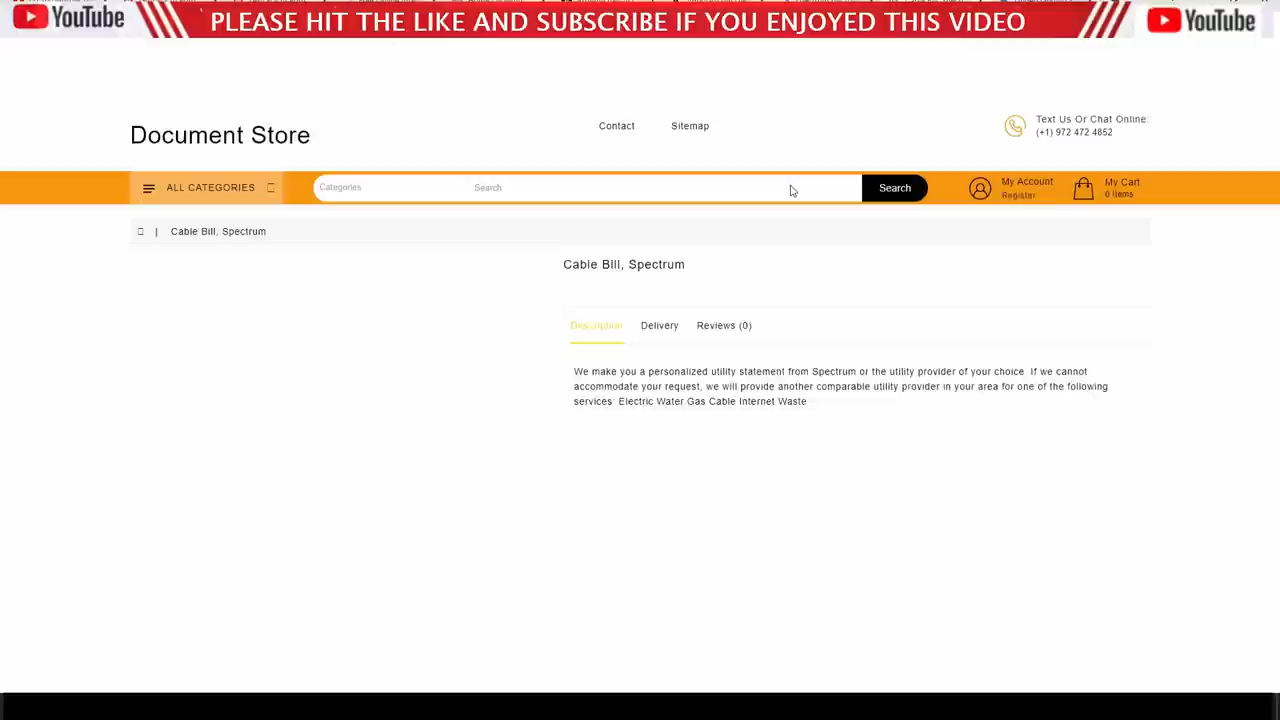 YouTube
PLEASE HIT THE LIKE AND SUBSCRIBE IF YOU ENJOYED THIS VIDEO
YouTube
Document Store
Contact
Sitemap
Text Us Or Chat Online:
(+1) 972 472 4852
ALL CATEGORIES
Categories
Search
Search
My Account
Register
My Cart
0 Items
| Cable Bill, Spectrum
Cable Bill, Spectrum
Description
Delivery
Reviews (0)
We make you a personalized utility statement from Spectrum or the utility provider of your choice. If we cannot
accommodate your request, we will provide another comparable utility provider in your area for one of the following
services: Electric Water Gas Cable Internet Waste